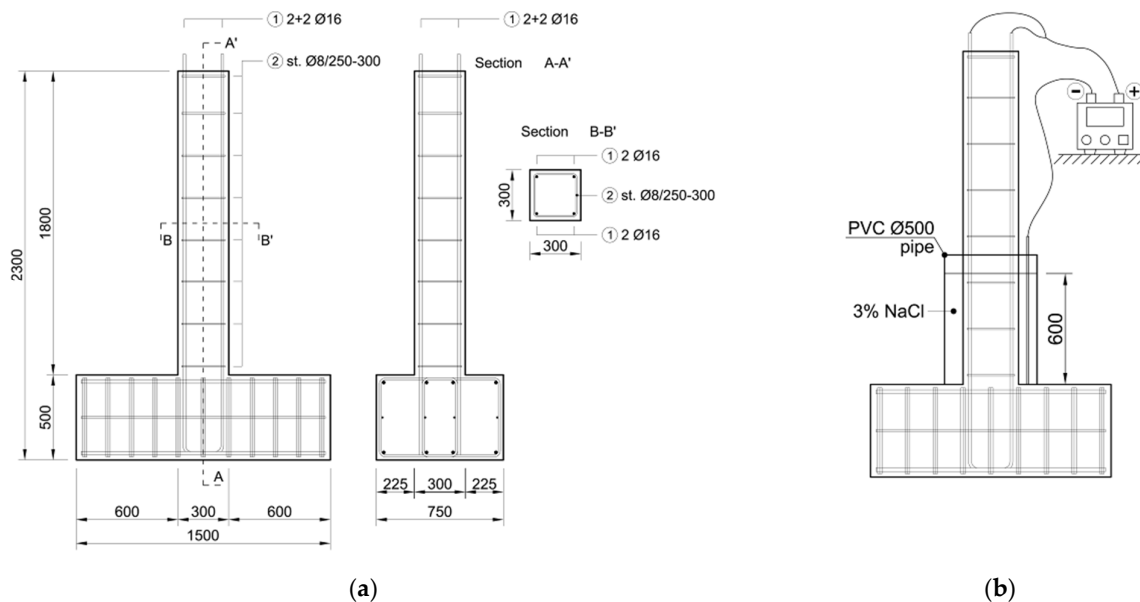 ① 2+2 Ø16
A'
② st. Ø8/250-300
① 2+2 Ø16
Section A-A'
Section B-B'
① 2 Ø16
② st. Ø8/250-300
① 2 Ø16
300
300
B
B'
2300
1800
500
A
600
300
600
1500
225
300
225
750
(a)
−
+
PVC Ø500
pipe
3% NaCl
600
(b)